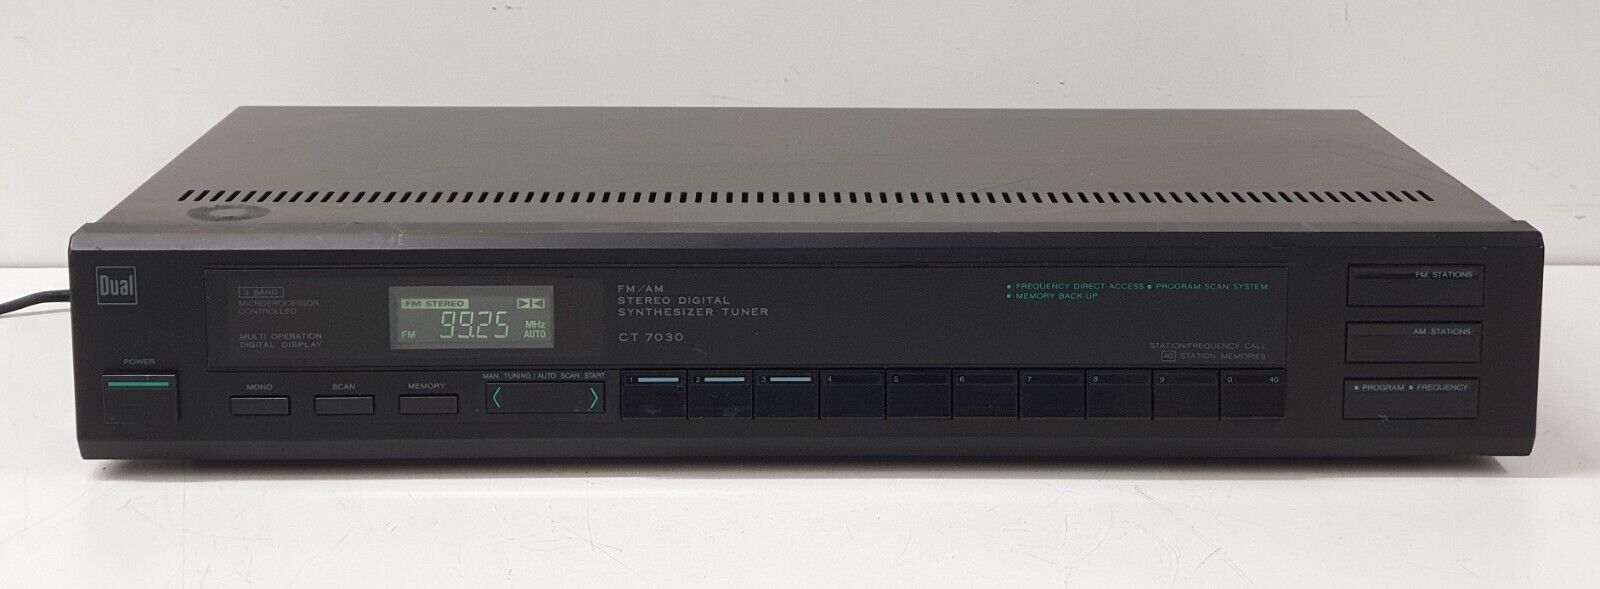 Dual
3 BAND
MICROPROCESSOR
CONTROLLED
MULTI OPERATION
DIGITAL DISPLAY
FM STEREO
FM 99.25 MHz
AUTO
FM/AM
STEREO DIGITAL
SYNTHESIZER TUNER
CT 7030
• FREQUENCY DIRECT ACCESS • PROGRAM SCAN SYSTEM
• MEMORY BACK-UP
STATION/FREQUENCY CALL
40 STATION MEMORIES
FM STATIONS
AM STATIONS
• PROGRAM • FREQUENCY
POWER
MONO
SCAN
MEMORY
MAN. TUNING / AUTO SCAN START
1 2 3 4 5 6 7 8 9 0 40